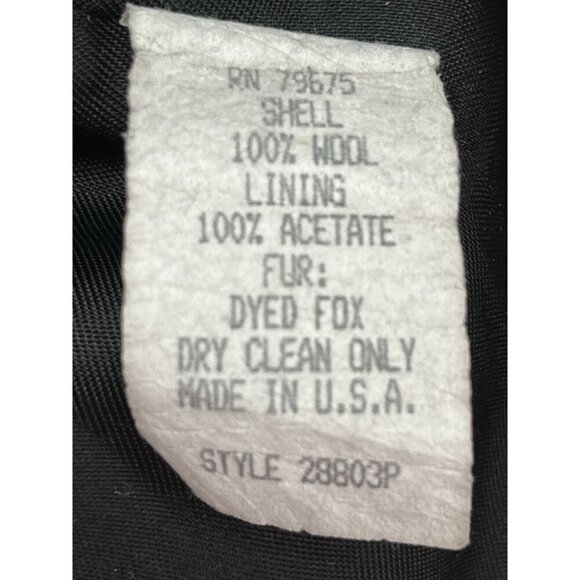 RN 79675
SHELL
100% WOOL
LINING
100% ACETATE
FUR:
DYED FOX
DRY CLEAN ONLY
MADE IN U.S.A.
STYLE 28803P